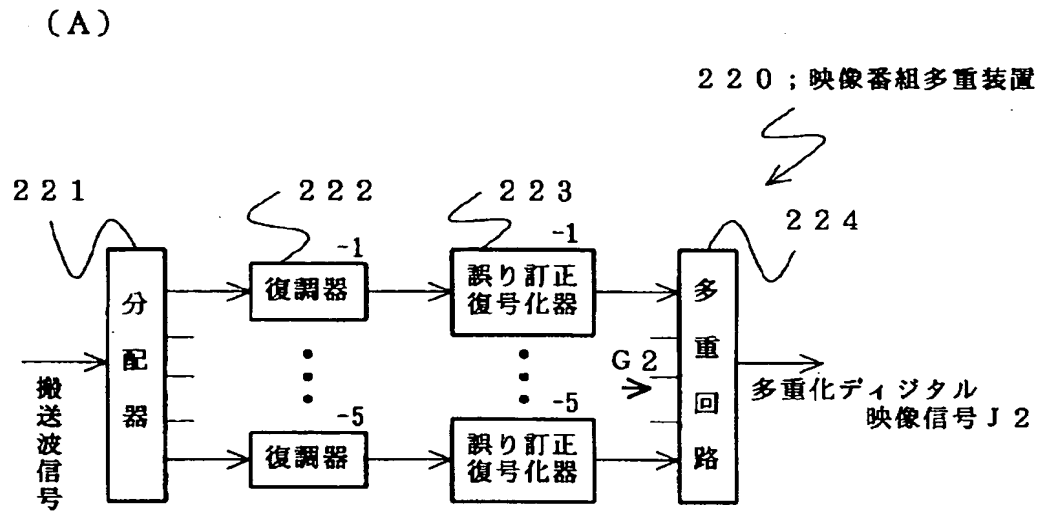 (A)
220;映像番組多重装置
221
222
223
224
-1
-1
分配器
復調器
誤り訂正
復号化器
多重回路
G2
搬送波信号
多重化ディジタル
映像信号J2
-5
-5
復調器
誤り訂正
復号化器